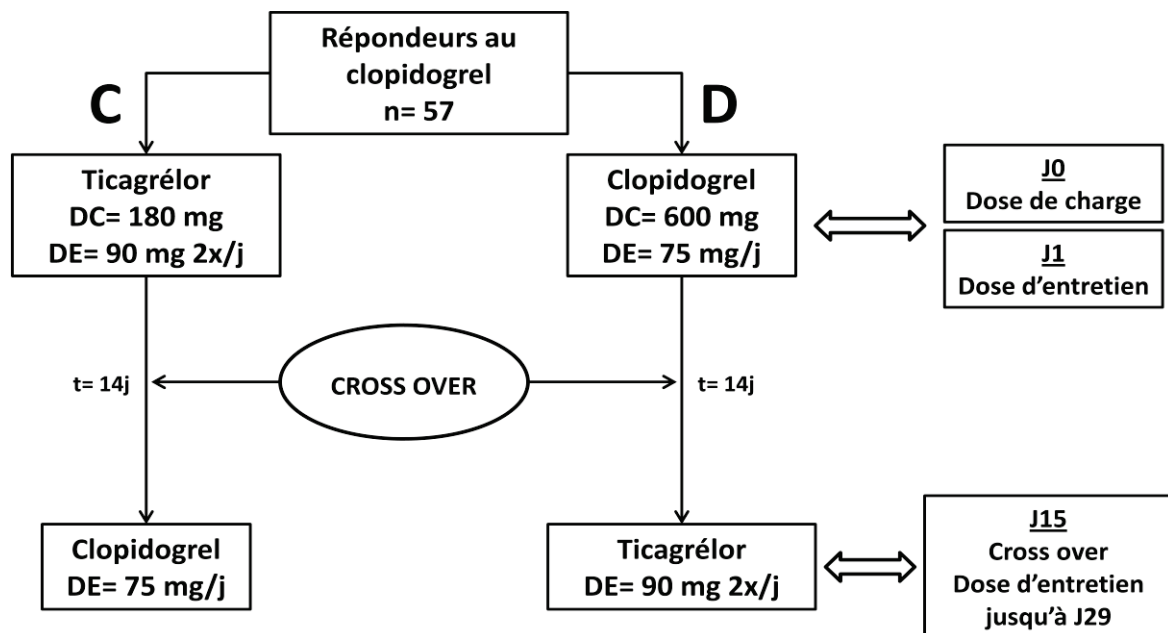 Répondeurs au
clopidogrel
n= 57
C
D
Ticagrélor
DC= 180 mg
DE= 90 mg 2x/j
Clopidogrel
DC= 600 mg
DE= 75 mg/j
J0
Dose de charge
J1
Dose d'entretien
t= 14j
CROSS OVER
t= 14j
Clopidogrel
DE= 75 mg/j
Ticagrélor
DE= 90 mg 2x/j
J15
Cross over
Dose d'entretien
jusqu'à J29